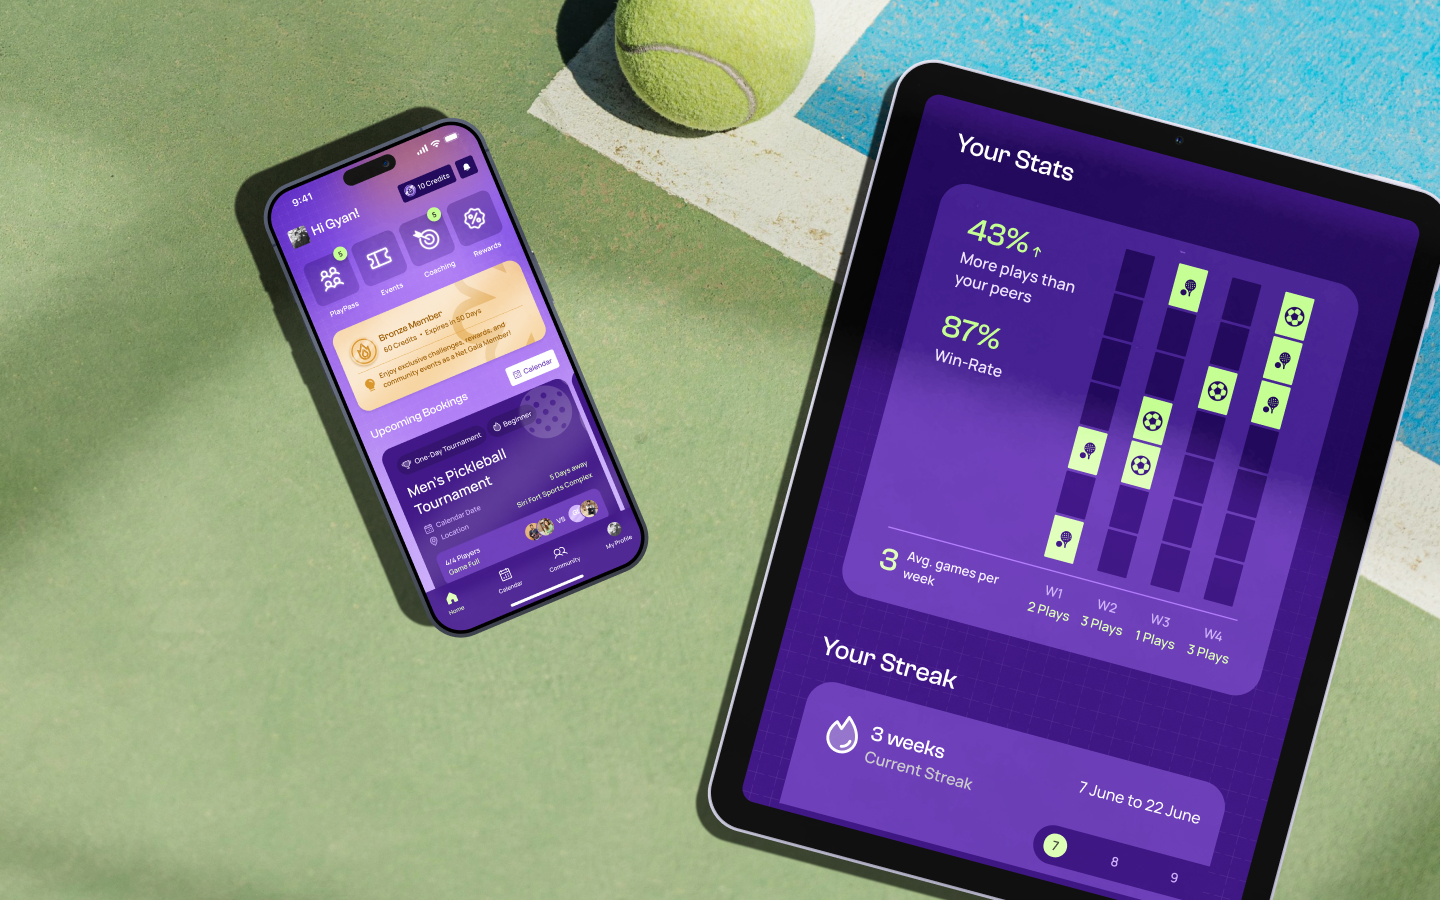 9:41
10 Credits
Hi Gyan!
5
5
PlayPass
Events
Coaching
Rewards
Bronze Member
60 Credits • Expires in 50 Days
Enjoy exclusive challenges, rewards, and
community events as a Net Gala Member!
Upcoming Bookings
Calendar
One-Day Tournament
Beginner
Men's Pickleball
Tournament
Calendar Date
5 Days away
Location
Siri Fort Sports Complex
4/4 Players
Game Full
VS
Home
Calendar
Community
My Profile
Your Stats
43%↑
More plays than
your peers
87%
Win-Rate
3
Avg. games per
week
W1
W2
W3
W4
2 Plays
3 Plays
1 Plays
3 Plays
Your Streak
3 weeks
Current Streak
7 June to 22 June
7
8
9